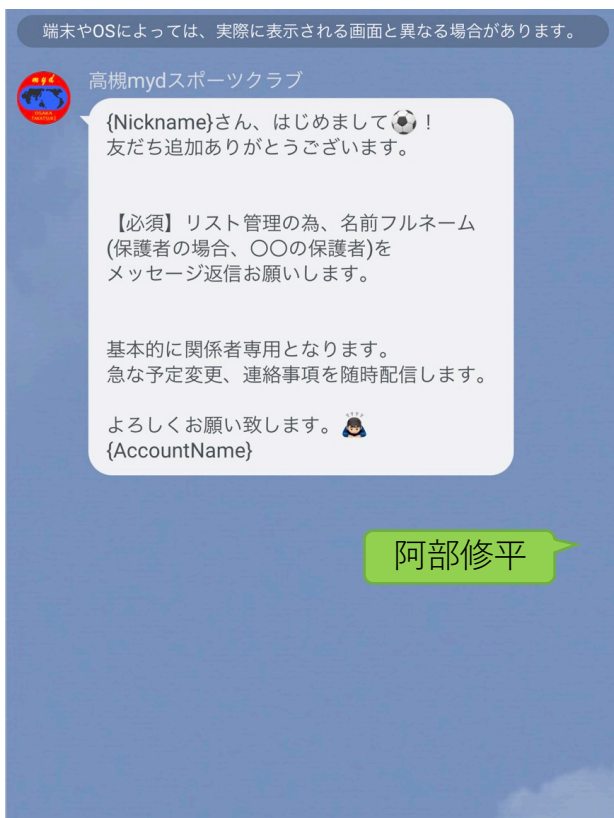 端末やOSによっては、実際に表示される画面と異なる場合があります。
高槻mydスポーツクラブ
myd
OSAKA
TAKATSUKI
{Nickname}さん、はじめまして⚽！
友だち追加ありがとうございます。
【必須】リスト管理の為、名前フルネーム
(保護者の場合、〇〇の保護者)を
メッセージ返信お願いします。
基本的に関係者専用となります。
急な予定変更、連絡事項を随時配信します。
よろしくお願い致します。🙇
{AccountName}
阿部修平